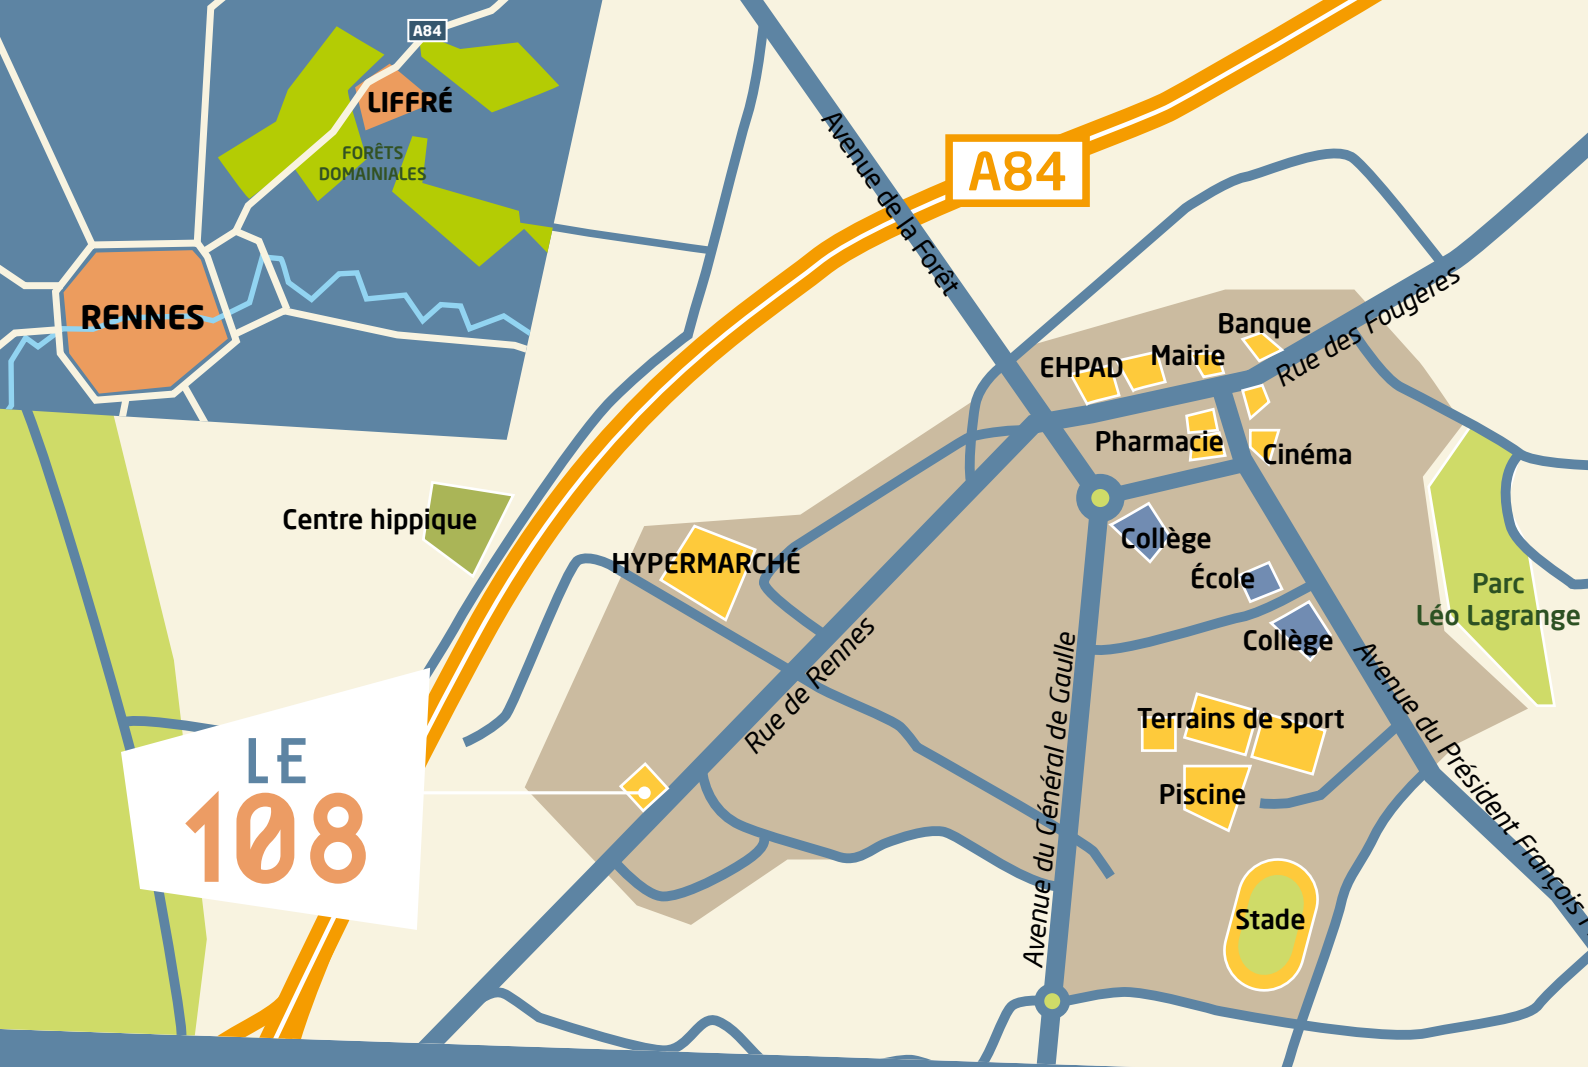 A84
LIFFRÉ
FORÊTS
DOMAINIALES
RENNES
Avenue de la Forêt
A84
Banque
Rue des Fougères
EHPAD
Mairie
Pharmacie
Cinéma
Centre hippique
Collège
HYPERMARCHÉ
École
Parc
Léo Lagrange
Collège
Rue de Rennes
Avenue du Général de Gaulle
Avenue du Président François
Terrains de sport
LE
108
Piscine
Stade